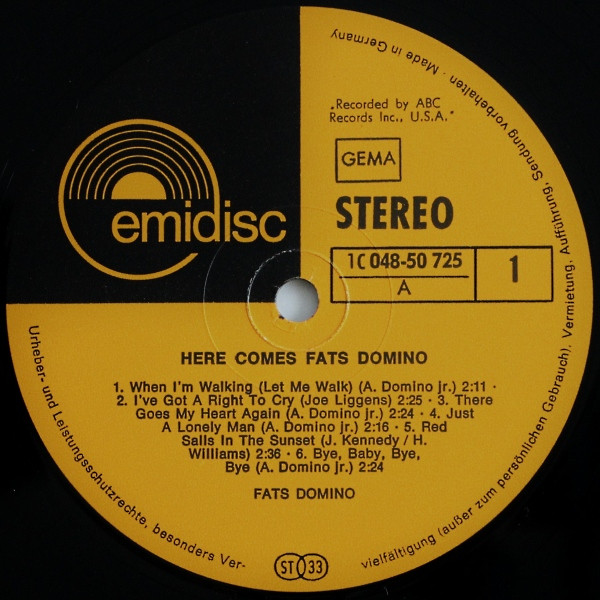 emidisc
„Recorded by ABC
Records Inc., U.S.A.“
GEMA
STEREO
1C 048-50 725
A
1
HERE COMES FATS DOMINO
1. When I'm Walking (Let Me Walk) (A. Domino jr.) 2:11 ·
2. I've Got A Right To Cry (Joe Liggens) 2:25 · 3. There
Goes My Heart Again (A. Domino jr.) 2:24 · 4. Just
A Lonely Man (A. Domino jr.) 2:16 · 5. Red
Salls In The Sunset (J. Kennedy / H.
Williams) 2:36 · 6. Bye, Baby, Bye,
Bye (A. Domino jr.) 2:24
FATS DOMINO
ST 33
Urheber- und Leistungsschutzrechte, besonders Ver-
vielfältigung (außer zum persönlichen Gebrauch), Vermietung, Aufführung, Sendung vorbehalten · Made in Germany